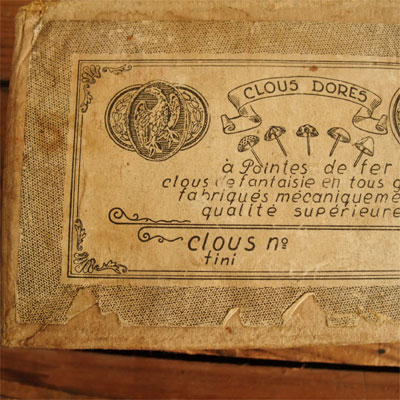 CLOUS DORES
à Pointes de fer
clous de fantaisie en tous g
fabriqués mécaniqueme
qualité supérieure
clous nº
fini